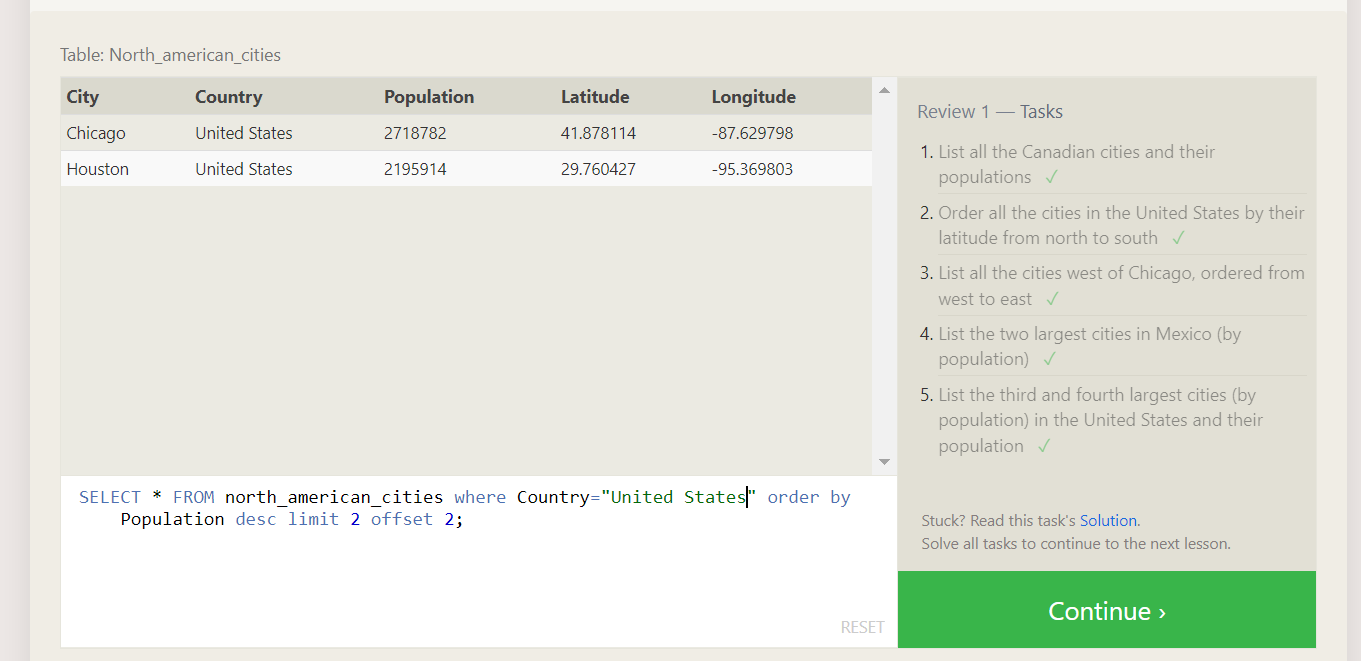 Table: North_american_cities
City Country Population Latitude Longitude
Chicago United States 2718782 41.878114 -87.629798
Houston United States 2195914 29.760427 -95.369803
SELECT * FROM north_american_cities where Country="United States" order by
Population desc limit 2 offset 2;
RESET
Review 1 — Tasks
1. List all the Canadian cities and their
populations ✓
2. Order all the cities in the United States by their
latitude from north to south ✓
3. List all the cities west of Chicago, ordered from
west to east ✓
4. List the two largest cities in Mexico (by
population) ✓
5. List the third and fourth largest cities (by
population) in the United States and their
population ✓
Stuck? Read this task's Solution.
Solve all tasks to continue to the next lesson.
Continue ›